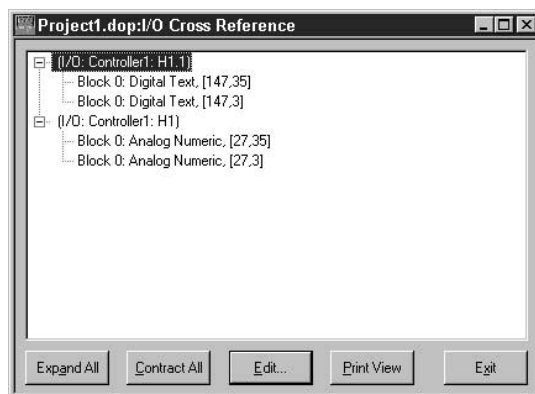 Project1.dop:I/O Cross Reference
(I/O: Controller1: H1.1)
Block 0: Digital Text, [147,35]
Block 0: Digital Text, [147,3]
(I/O: Controller1: H1)
Block 0: Analog Numeric, [27,35]
Block 0: Analog Numeric, [27,3]
Expand All Contract All Edit... Print View Exit